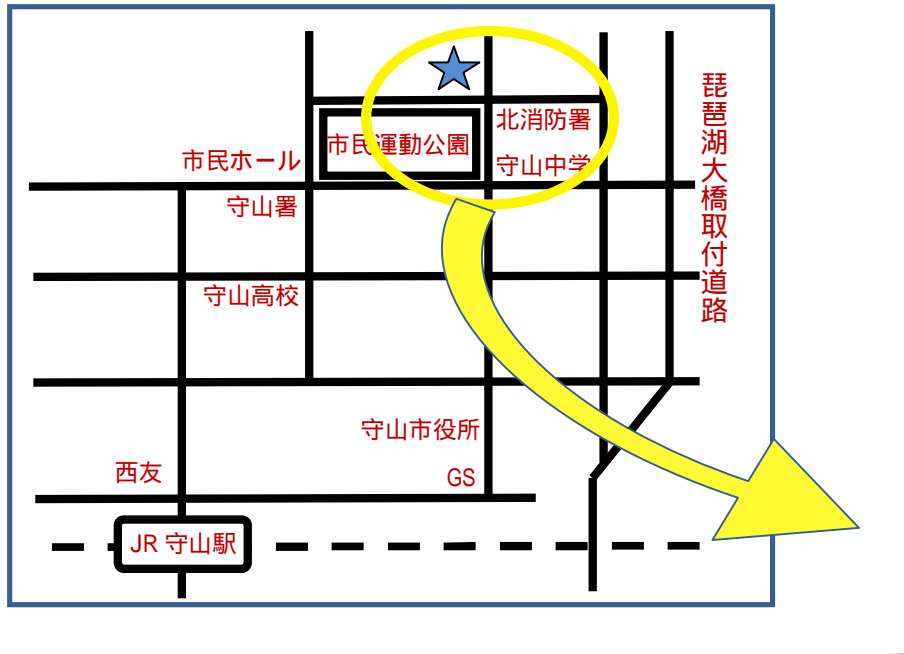 北消防署
市民運動公園
市民ホール
守山中学
守山署
守山高校
琵琶湖大橋取付道路
守山市役所
西友
GS
JR 守山駅